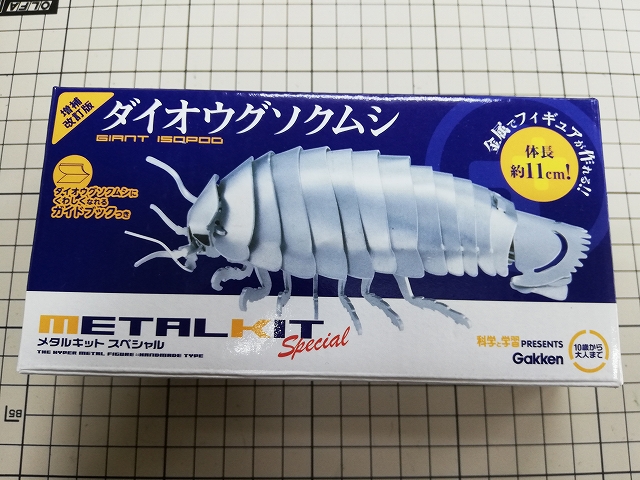 OLFA
増補
改訂版
ダイオウグソクムシ
GIANT ISOPOD
金属でフィギュアが作れる!!
体長
約11cm!
ダイオウグソクムシに
くわしくなれる
ガイドブックつき
METALKIT
Special
メタルキット スペシャル
THE HYPER METAL FIGURE-HANDMADE TYPE
科学と学習 PRESENTS
Gakken
10歳から
大人まで
B5